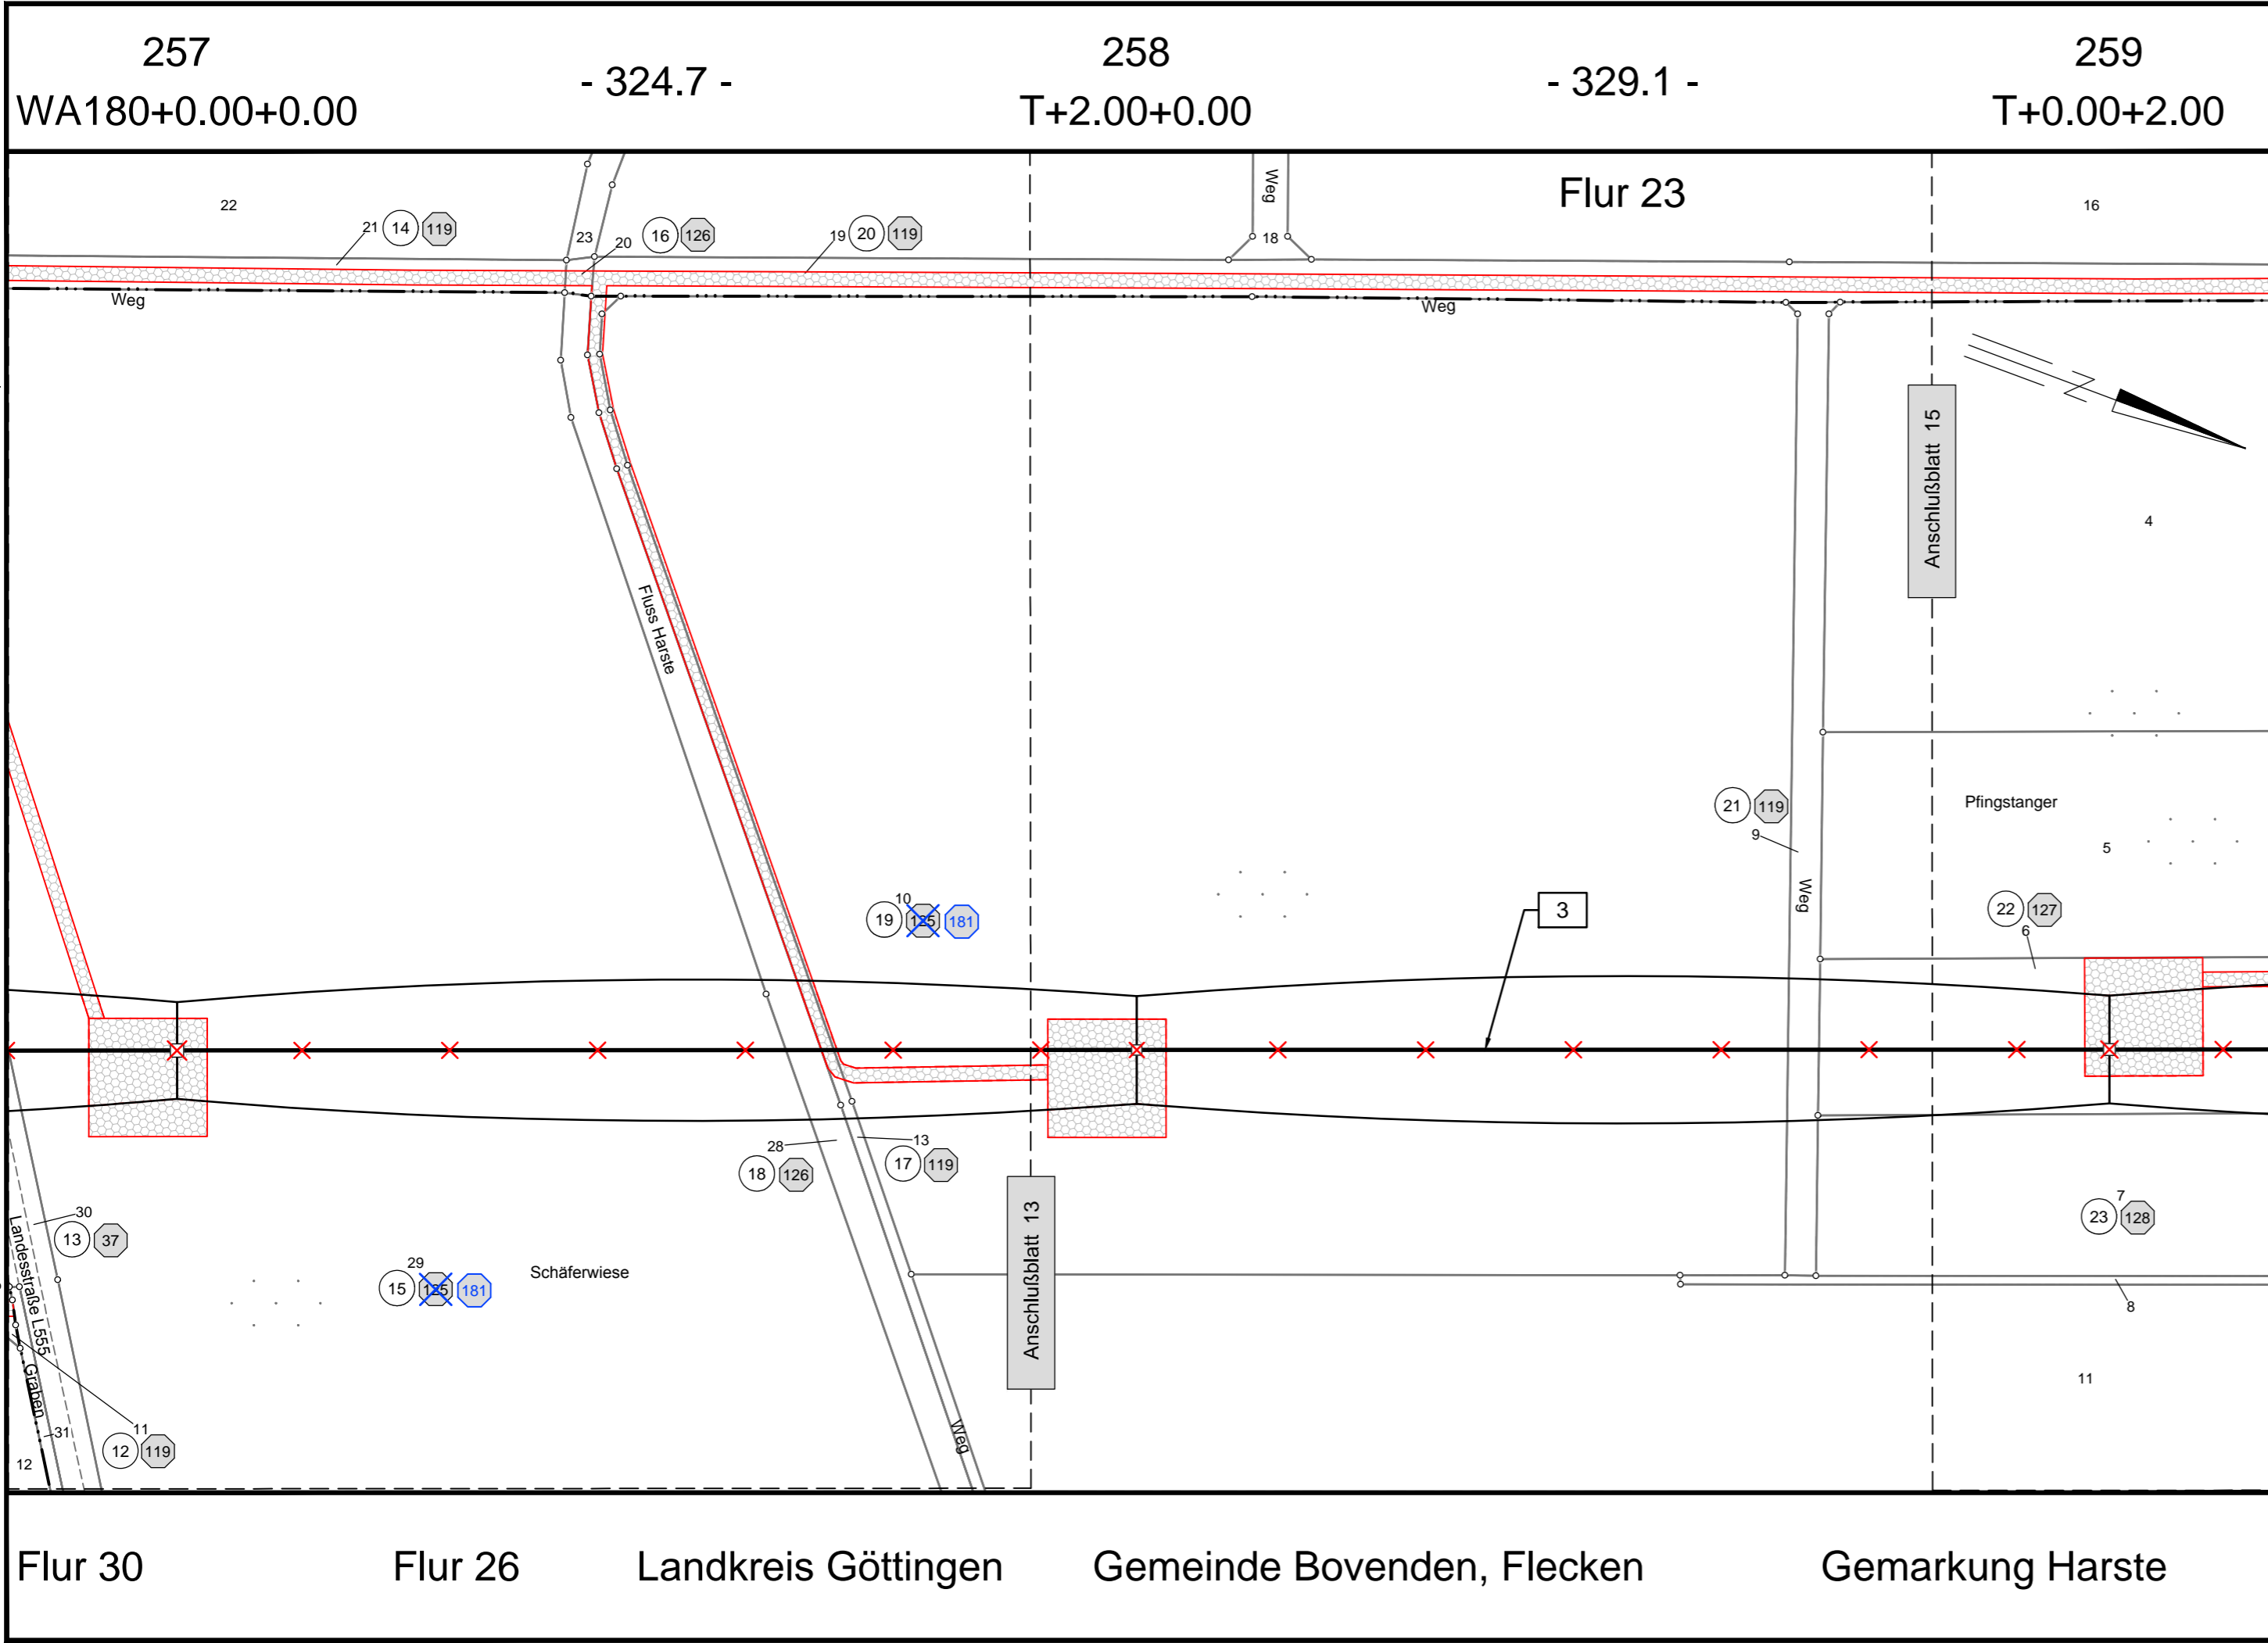 257
258
259
- 324.7 -
- 329.1 -
WA180+0.00+0.00
T+2.00+0.00
T+0.00+2.00
Flur 23
22
21 14 119
23
20 16 126
19 20 119
Weg
18
16
Weg
Weg
Anschlußblatt 15
N
4
Fluss Harste
Pfingstanger
21 119
9
5
Weg
10
19 125 181
3
22 127
6
28
18 126
13
17 119
Anschlußblatt 13
7
23 128
30
13 37
Landesstraße L555
29
15 125 181
Schäferwiese
8
Graben
11
12 119
31
12
Weg
11
Flur 30
Flur 26
Landkreis Göttingen
Gemeinde Bovenden, Flecken
Gemarkung Harste